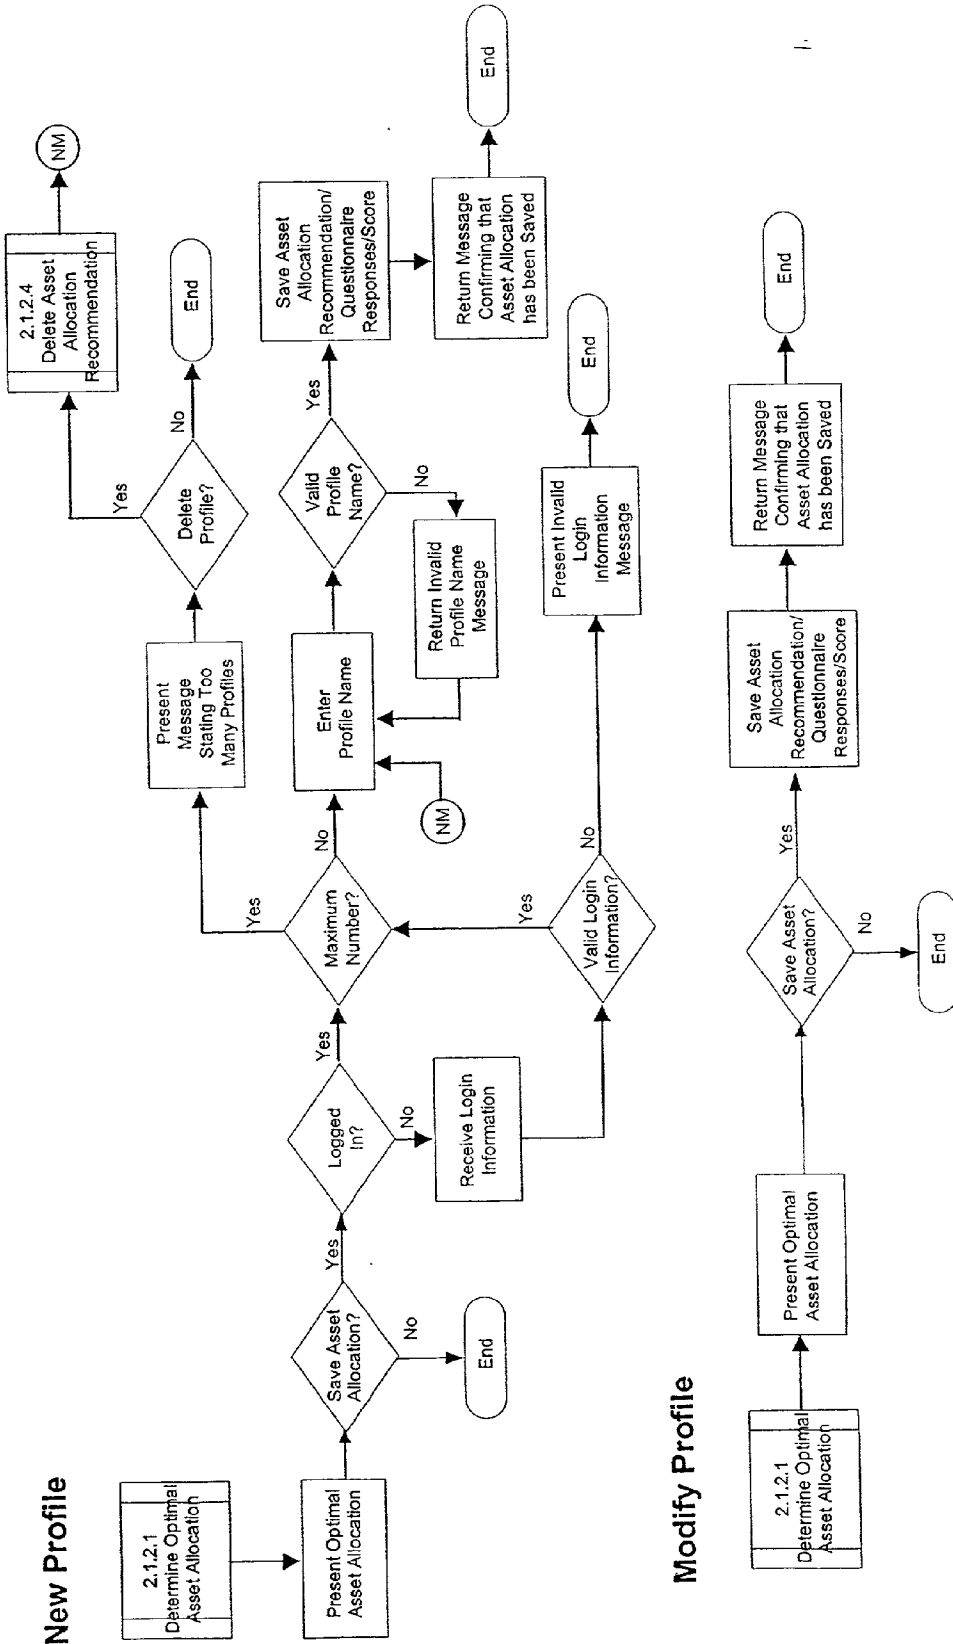 New Profile
2.1.2.1
Determine Optimal
Asset Allocation
Present Optimal
Asset Allocation
Save Asset
Allocation?
No
End
Yes
Logged
In?
No
Receive Login
Information
Yes
Valid Login
Information?
Yes
No
Present Invalid
Login
Information
Message
End
Maximum
Number?
Yes
Present
Message
Stating Too
Many Profiles
Delete
Profile?
No
End
Yes
2.1.2.4
Delete Asset
Allocation
Recommendation
NM
No
Enter
Profile Name
NM
Valid
Profile
Name?
No
Return Invalid
Profile Name
Message
Yes
Save Asset
Allocation
Recommendation/
Questionnaire
Responses/Score
Return Message
Confirming that
Asset Allocation
has been Saved
End
Modify Profile
2.1.2.1
Determine Optimal
Asset Allocation
Present Optimal
Asset Allocation
Save Asset
Allocation?
No
End
Yes
Save Asset
Allocation
Recommendation/
Questionnaire
Responses/Score
Return Message
Confirming that
Asset Allocation
has been Saved
End